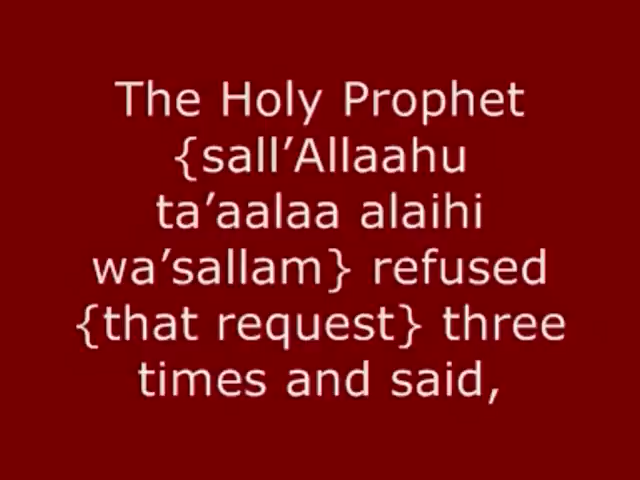 The Holy Prophet
{sall’Allaahu
ta’aalaa alaihi
wa’sallam} refused
{that request} three
times and said,